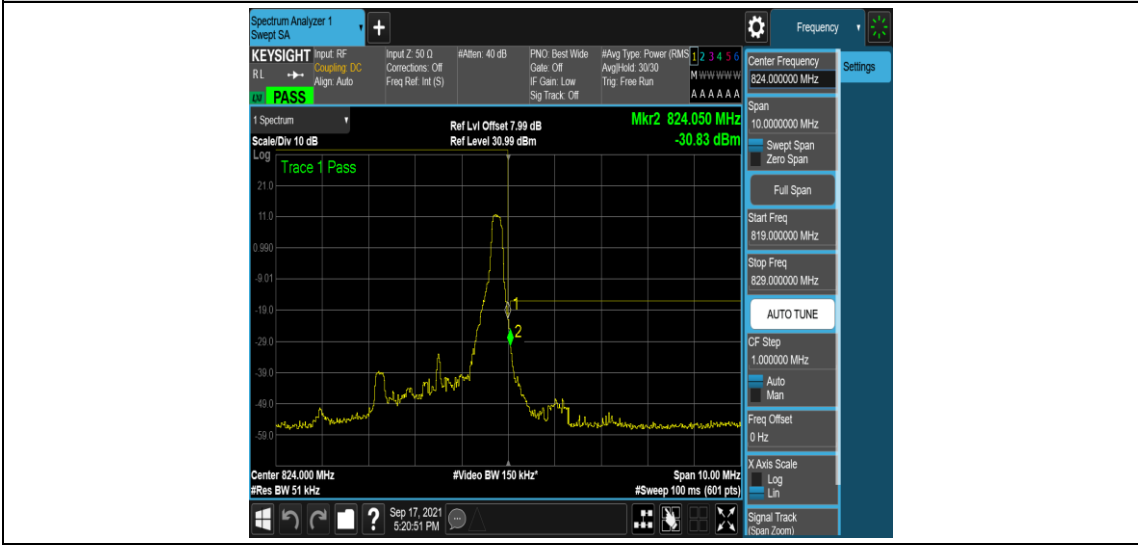 Spectrum Analyzer 1
Swept SA
+
Frequency
KEYSIGHT
RL
LXI PASS
Input: RF
Coupling: DC
Align: Auto
Input Z: 50 Ω
Corrections: Off
Freq Ref: Int (S)
#Atten: 40 dB
PNO: Best Wide
Gate: Off
IF Gain: Low
Sig Track: Off
#Avg Type: Power (RMS
Avg|Hold: 30/30
Trig: Free Run
1 2 3 4 5 6
M W W W W W
A A A A A A
1 Spectrum
Scale/Div 10 dB
Ref Lvl Offset 7.99 dB
Ref Level 30.99 dBm
Mkr2 824.050 MHz
-30.83 dBm
Log
Trace 1 Pass
21.0
11.0
0.990
-9.01
-19.0
-29.0
-39.0
-49.0
-59.0
1
2
Center 824.000 MHz
#Video BW 150 kHz*
Span 10.00 MHz
#Res BW 51 kHz
#Sweep 100 ms (601 pts)
?
Sep 17, 2021
5:20:51 PM
Center Frequency
824.000000 MHz
Settings
Span
10.0000000 MHz
Swept Span
Zero Span
Full Span
Start Freq
819.000000 MHz
Stop Freq
829.000000 MHz
AUTO TUNE
CF Step
1.000000 MHz
Auto
Man
Freq Offset
0 Hz
X Axis Scale
Log
Lin
Signal Track
(Span Zoom)